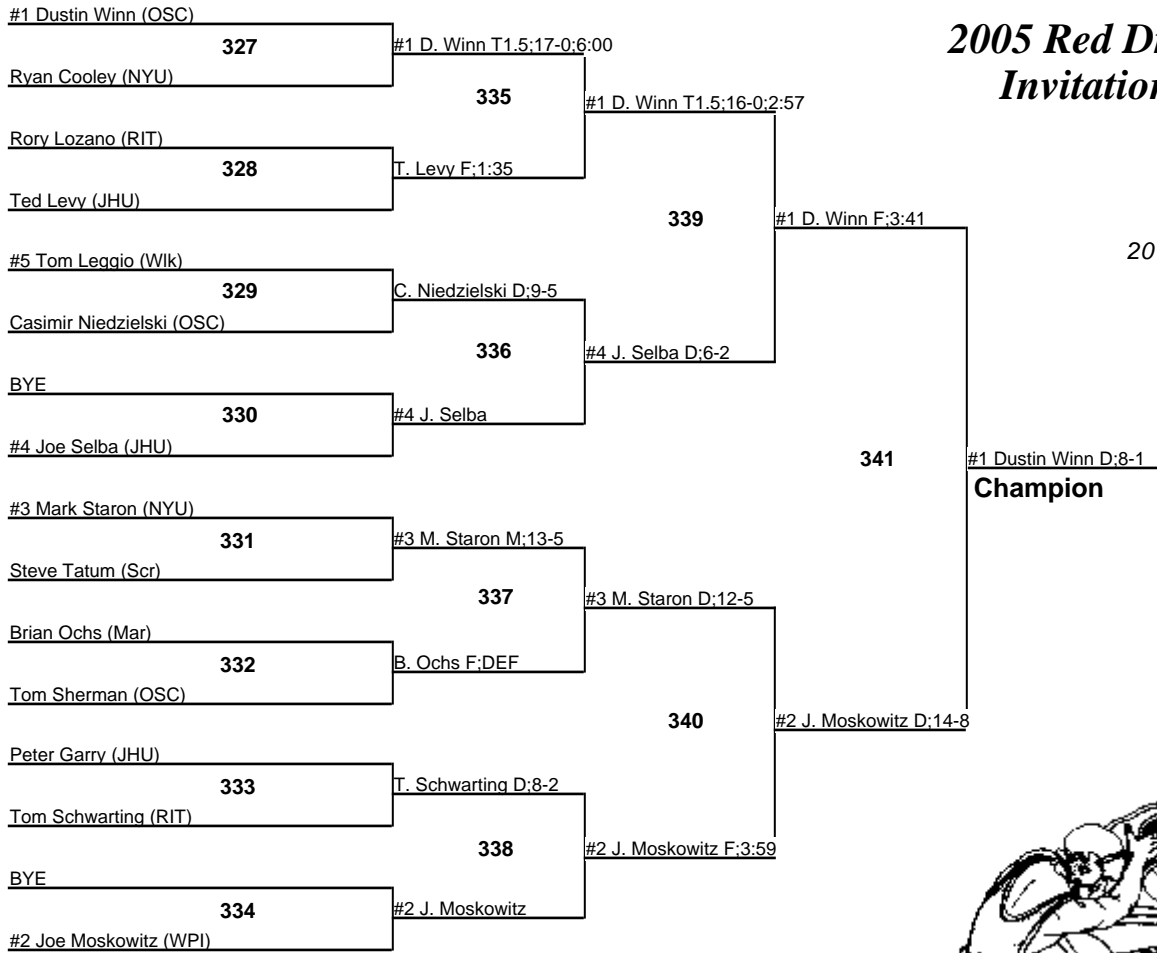 #1 Dustin Winn (OSC)
327
Ryan Cooley (NYU)
#1 D. Winn T1.5;17-0;6:00
335
Rory Lozano (RIT)
328
Ted Levy (JHU)
T. Levy F;1:35
#1 D. Winn T1.5;16-0;2:57
339
#5 Tom Leggio (Wlk)
329
Casimir Niedzielski (OSC)
C. Niedzielski D;9-5
336
BYE
330
#4 Joe Selba (JHU)
#4 J. Selba
#4 J. Selba D;6-2
#1 D. Winn F;3:41
341
#3 Mark Staron (NYU)
331
Steve Tatum (Scr)
#3 M. Staron M;13-5
337
Brian Ochs (Mar)
332
Tom Sherman (OSC)
B. Ochs F;DEF
#3 M. Staron D;12-5
340
Peter Garry (JHU)
333
Tom Schwarting (RIT)
T. Schwarting D;8-2
338
BYE
334
#2 Joe Moskowitz (WPI)
#2 J. Moskowitz
#2 J. Moskowitz F;3:59
#2 J. Moskowitz D;14-8
#1 Dustin Winn D;8-1
Champion
2005 Red
Invitation
20